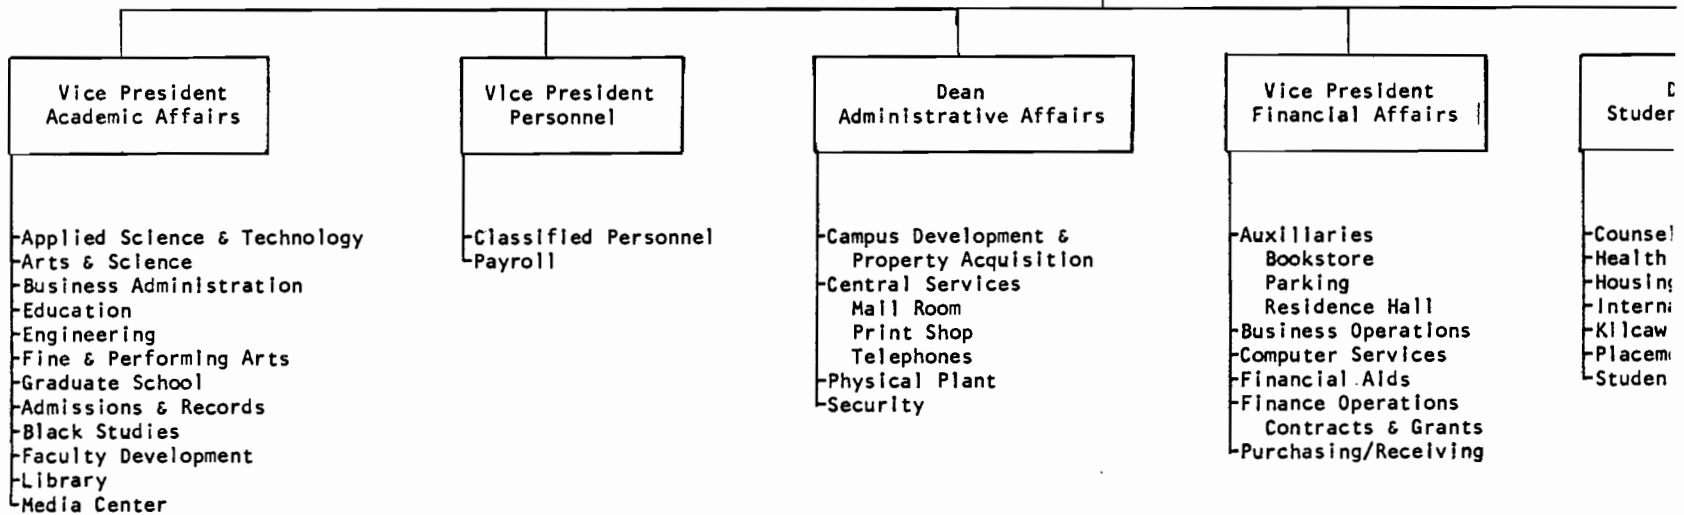 Vice President
Academic Affairs
Applied Science & Technology
Arts & Science
Business Administration
Education
Engineering
Fine & Performing Arts
Graduate School
Admissions & Records
Black Studies
Faculty Development
Library
Media Center
Vice President
Personnel
Classified Personnel
Payroll
Dean
Administrative Affairs
Campus Development &
Property Acquisition
Central Services
Mail Room
Print Shop
Telephones
Physical Plant
Security
Vice President
Financial Affairs
Auxiliaries
Bookstore
Parking
Residence Hall
Business Operations
Computer Services
Financial Aids
Finance Operations
Contracts & Grants
Purchasing/Receiving
Health